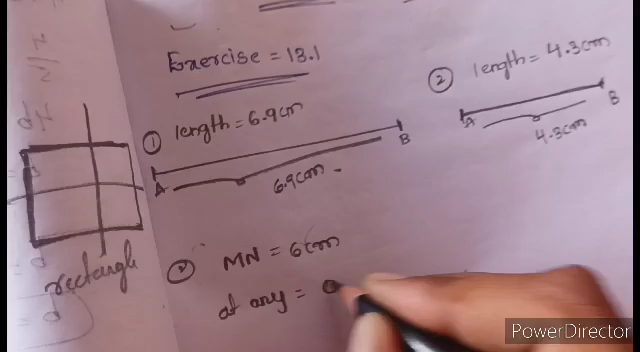 Exercise = 13.1
① length = 6.9cm
A B
6.9cm
② length = 4.3cm
A B
4.3cm
rectangle
MN = 6cm
at any =
PowerDirector